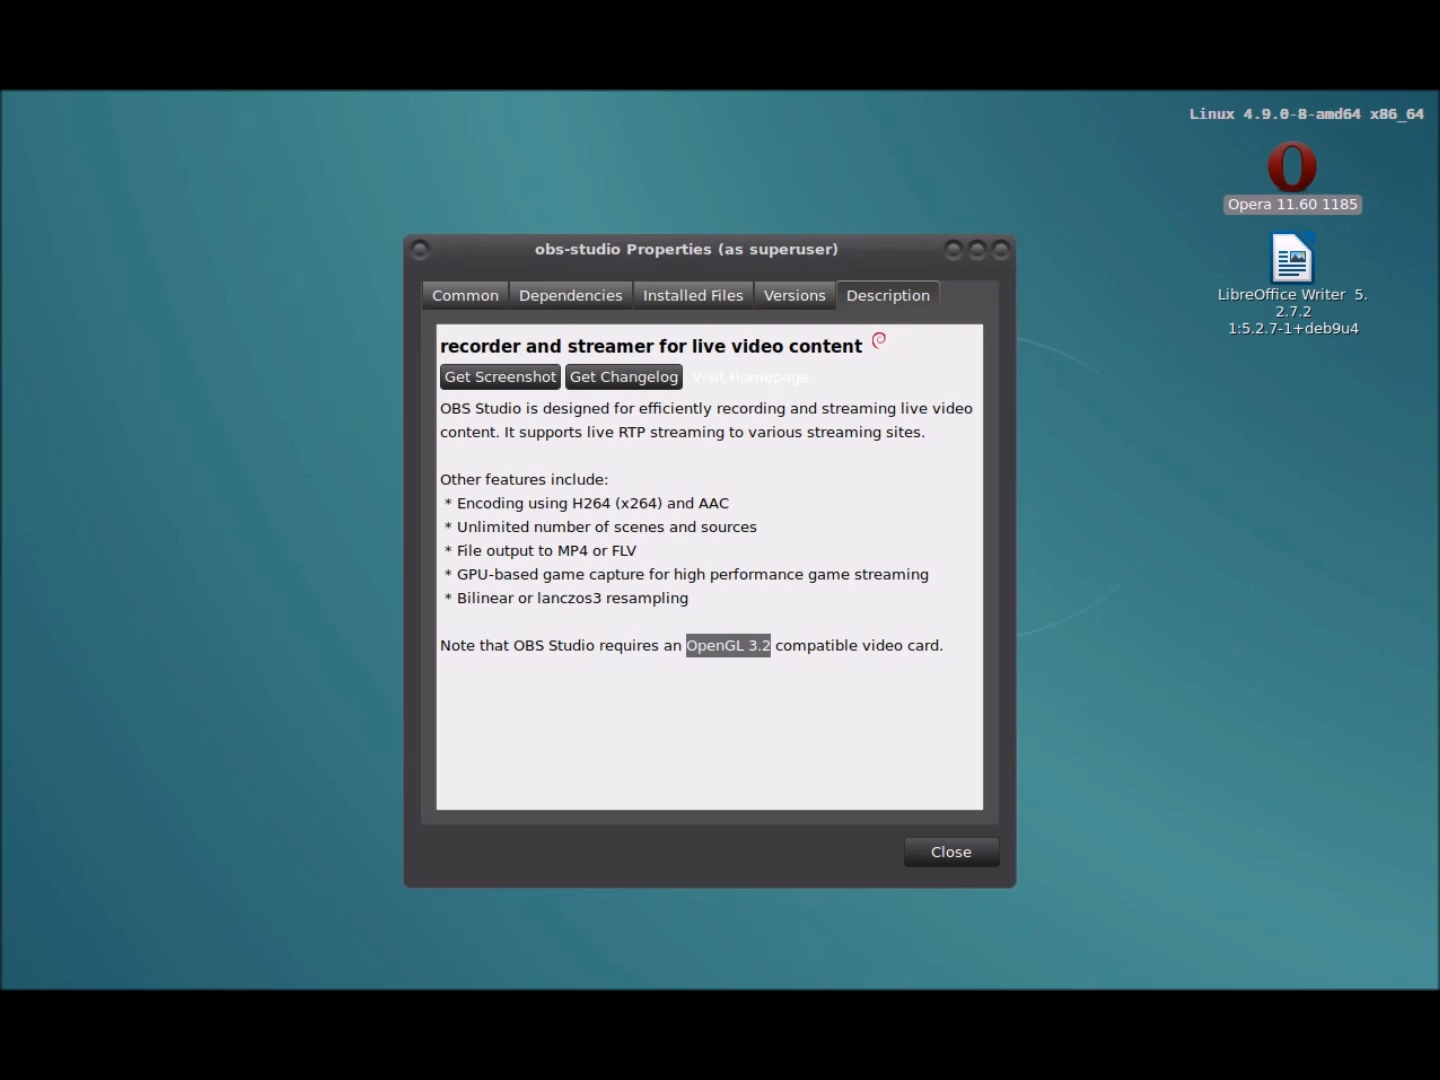 Linux 4.9.0-8-amd64 x86_64
Opera 11.60 1185
LibreOffice Writer 5.
2.7.2
1:5.2.7-1+deb9u4
obs-studio Properties (as superuser)
Common Dependencies Installed Files Versions Description
recorder and streamer for live video content
Get Screenshot Get Changelog Visit Homepage
OBS Studio is designed for efficiently recording and streaming live video
content. It supports live RTP streaming to various streaming sites.
Other features include:
* Encoding using H264 (x264) and AAC
* Unlimited number of scenes and sources
* File output to MP4 or FLV
* GPU-based game capture for high performance game streaming
* Bilinear or lanczos3 resampling
Note that OBS Studio requires an OpenGL 3.2 compatible video card.
Close